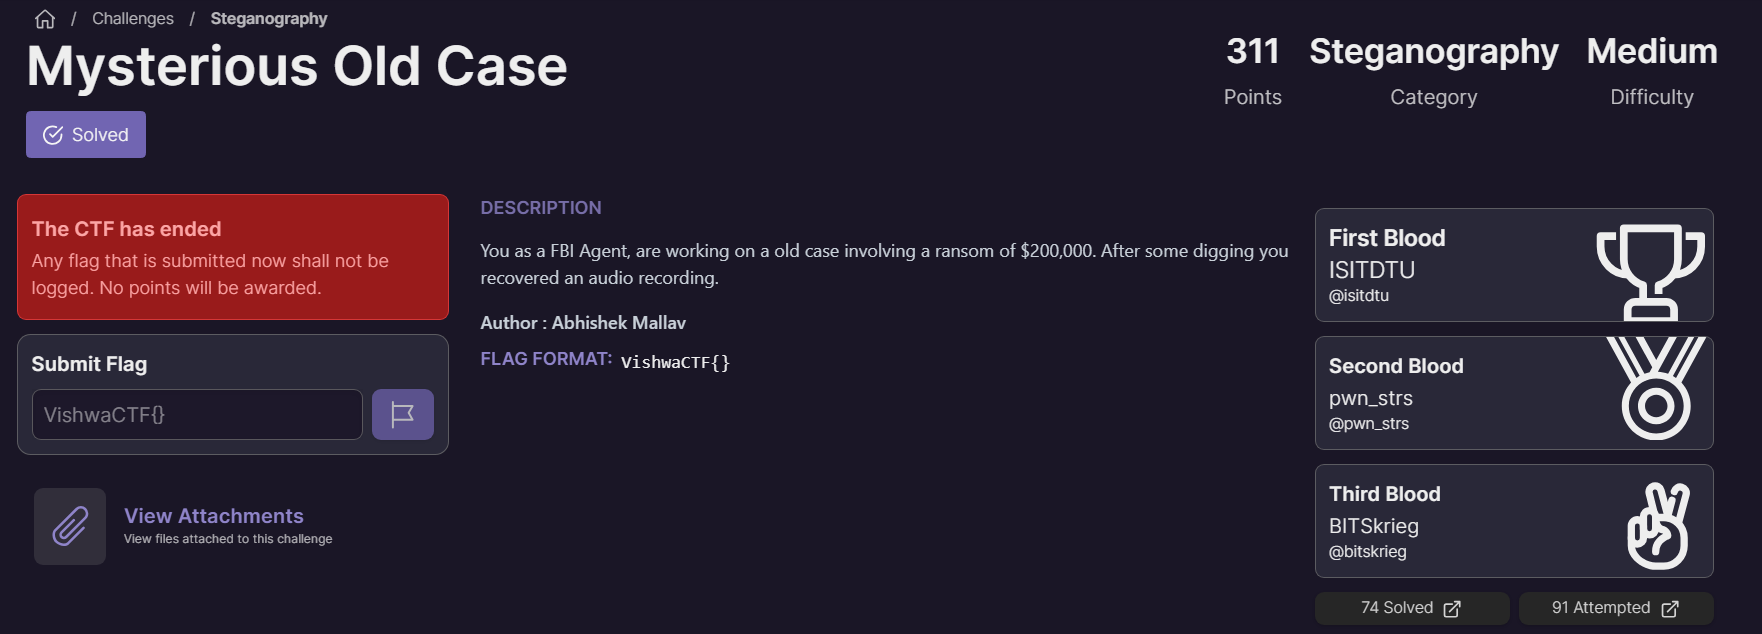 / Challenges / Steganography
Mysterious Old Case
Solved
311 Steganography Medium
Points Category Difficulty
The CTF has ended
Any flag that is submitted now shall not be
logged. No points will be awarded.
Submit Flag
VishwaCTF{}
View Attachments
View files attached to this challenge
DESCRIPTION
You as a FBI Agent, are working on a old case involving a ransom of $200,000. After some digging you
recovered an audio recording.
Author : Abhishek Mallav
FLAG FORMAT: VishwaCTF{}
First Blood
ISITDTU
@isitdtu
Second Blood
pwn_strs
@pwn_strs
Third Blood
BITSkrieg
@bitskrieg
74 Solved
91 Attempted